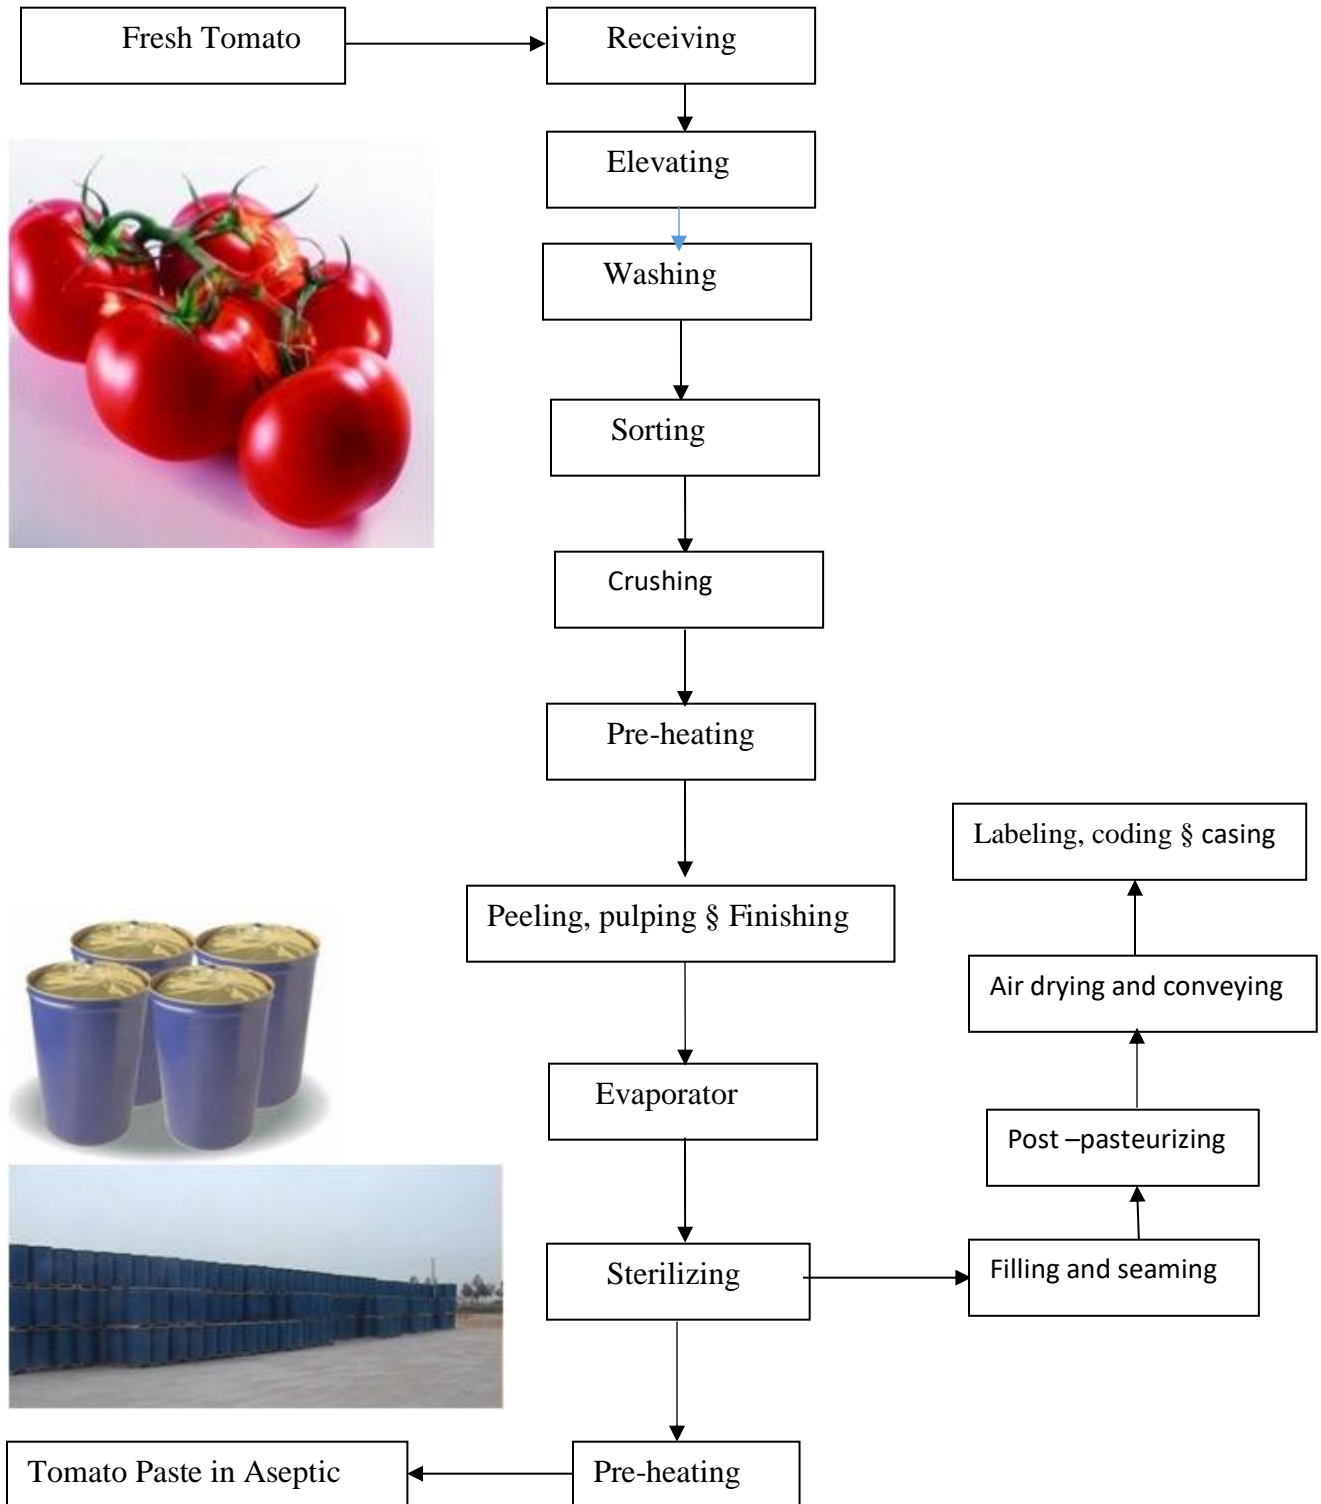 Fresh Tomato
Receiving
Elevating
Washing
Sorting
Crushing
Pre-heating
Peeling, pulping § Finishing
Evaporator
Sterilizing
Pre-heating
Tomato Paste in Aseptic
Filling and seaming
Post –pasteurizing
Air drying and conveying
Labeling, coding § casing